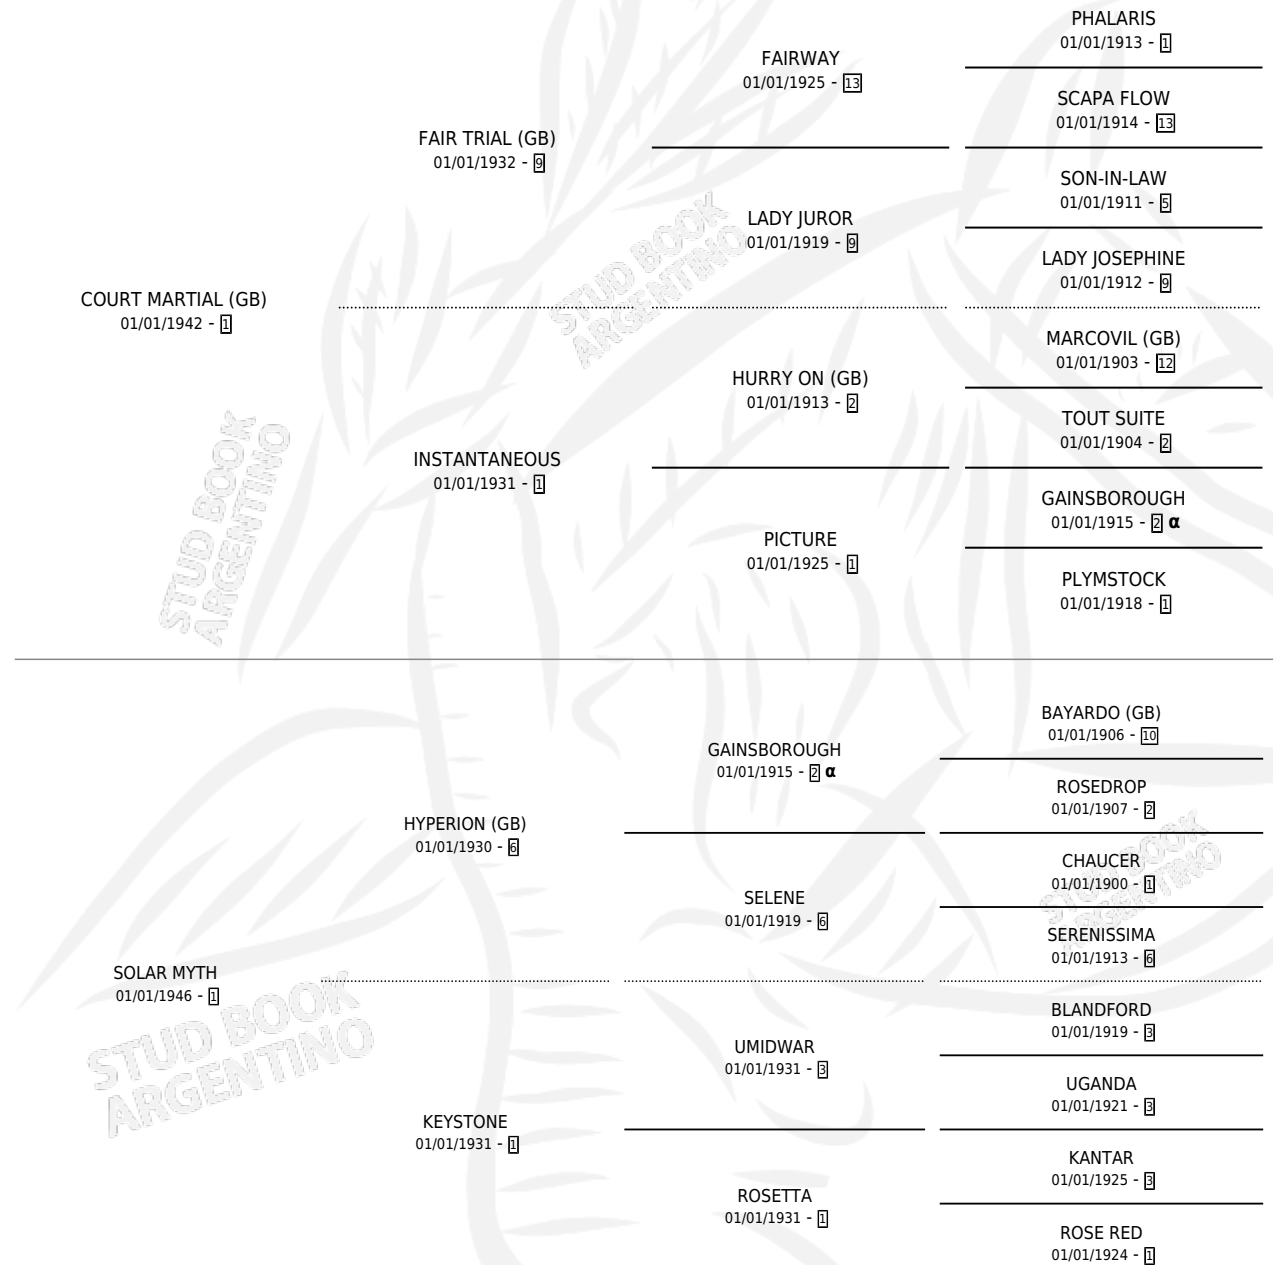 PHALARIS
01/01/1913 - 1
FAIRWAY
01/01/1925 - 13
SCAPA FLOW
01/01/1914 - 13
FAIR TRIAL (GB)
01/01/1932 - 9
SON-IN-LAW
01/01/1911 - 5
LADY JUROR
01/01/1919 - 9
LADY JOSEPHINE
01/01/1912 - 9
COURT MARTIAL (GB)
01/01/1942 - 1
MARCOVIL (GB)
01/01/1903 - 12
HURRY ON (GB)
01/01/1913 - 2
TOUT SUITE
01/01/1904 - 2
INSTANTANEOUS
01/01/1931 - 1
GAINSBOROUGH
01/01/1915 - 2 α
PICTURE
01/01/1925 - 1
PLYMSTOCK
01/01/1918 - 1
BAYARDO (GB)
01/01/1906 - 10
GAINSBOROUGH
01/01/1915 - 2 α
ROSEDROP
01/01/1907 - 2
HYPERION (GB)
01/01/1930 - 6
CHAUCER
01/01/1900 - 1
SELENE
01/01/1919 - 6
SERENISSIMA
01/01/1913 - 6
SOLAR MYTH
01/01/1946 - 1
BLANDFORD
01/01/1919 - 3
UMIDWAR
01/01/1931 - 3
UGANDA
01/01/1921 - 3
KEYSTONE
01/01/1931 - 1
KANTAR
01/01/1925 - 3
ROSETTA
01/01/1931 - 1
ROSE RED
01/01/1924 - 1
STUD BOOK
ARGENTINO
STUD BOOK
ARGENTINO
STUD BOOK
ARGENTINO
STUD BOOK
ARGENTINO